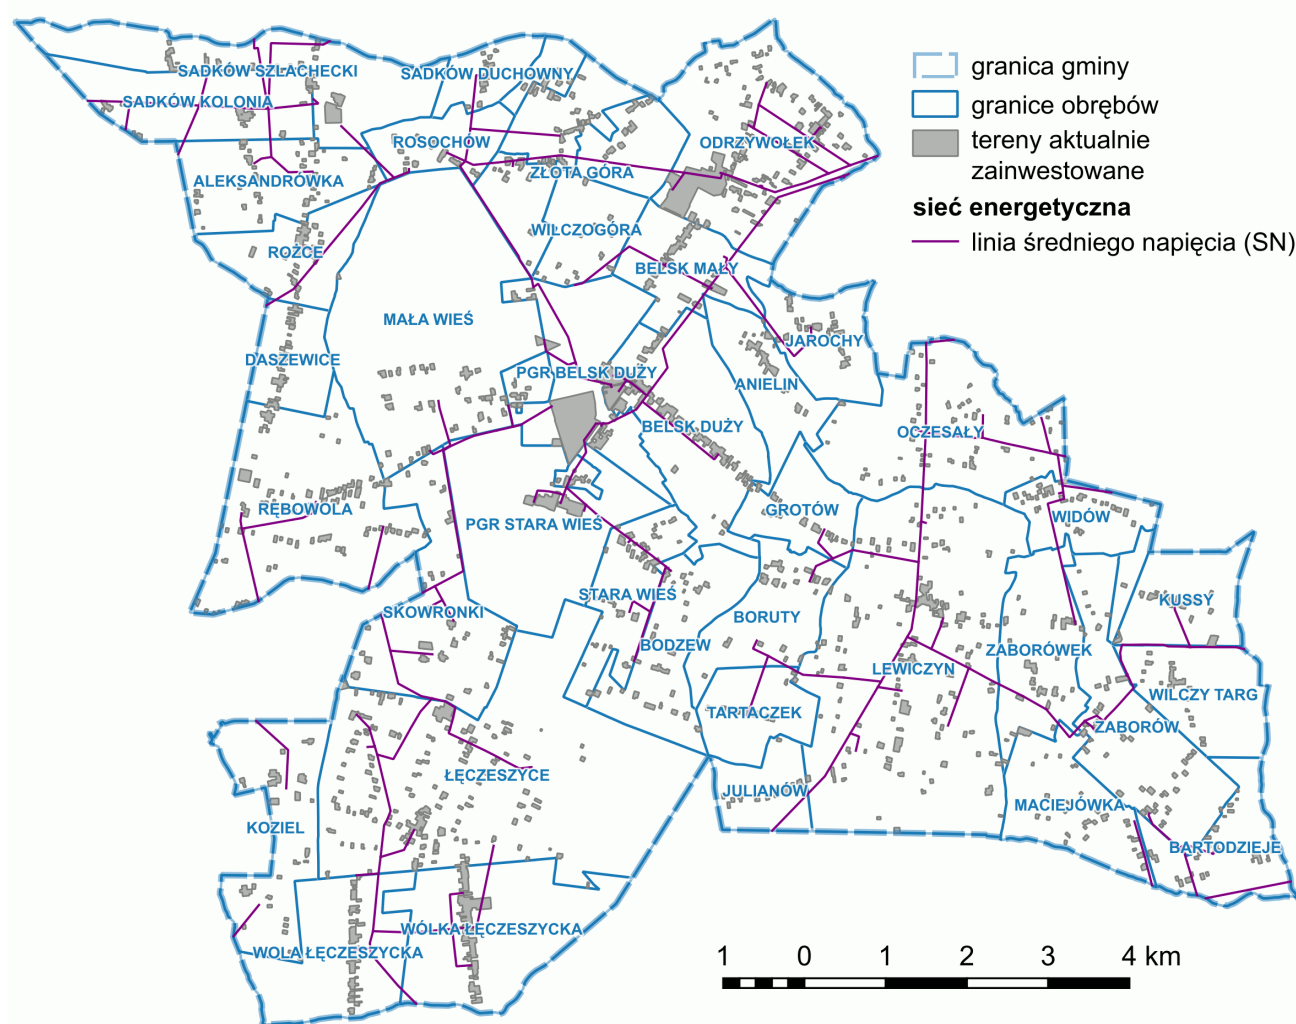 granica gminy
granice obrębów
tereny aktualnie
zainwestowane
sieć energetyczna
linia średniego napięcia (SN)
SADKÓW SZLACHECKI
SADKÓW DUCHOWNY
SADKÓW KOLONIA
ROSOCHÓW
ODRZYWOŁEK
ZŁOTA GÓRA
ALEKSANDRÓWKA
WILCZOGÓRA
ROŻCE
BELSK MAŁY
MAŁA WIEŚ
JAROCHY
DASZEWICE
PGR BELSK DUŻY
ANIELIN
BELSK DUŻY
OCZESAŁY
RĘBOWOLA
GROTÓW
WIDÓW
PGR STARA WIEŚ
STARA WIEŚ
KUSSY
SKOWRONKI
BORUTY
BODZEW
ZABORÓWEK
LEWICZYN
WILCZY TARG
TARTACZEK
ZABORÓW
ŁĘCZESZYCE
JULIANÓW
MACIEJÓWKA
KOZIEL
BARTODZIEJE
WÓLKA ŁĘCZESZYCKA
WOLA ŁĘCZESZYCKA
1 0 1 2 3 4 km